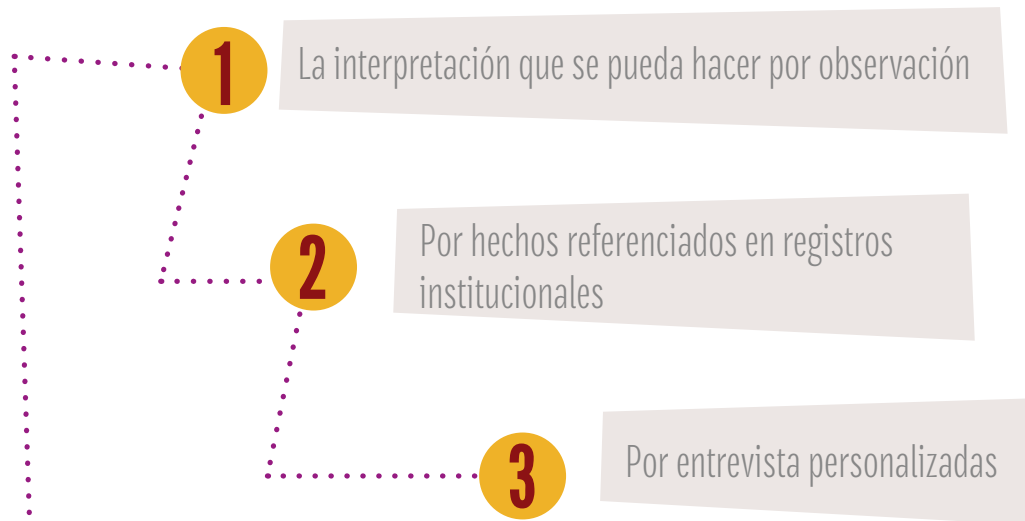 1
La interpretación que se pueda hacer por observación
2
Por hechos referenciados en registros
institucionales
3
Por entrevista personalizadas